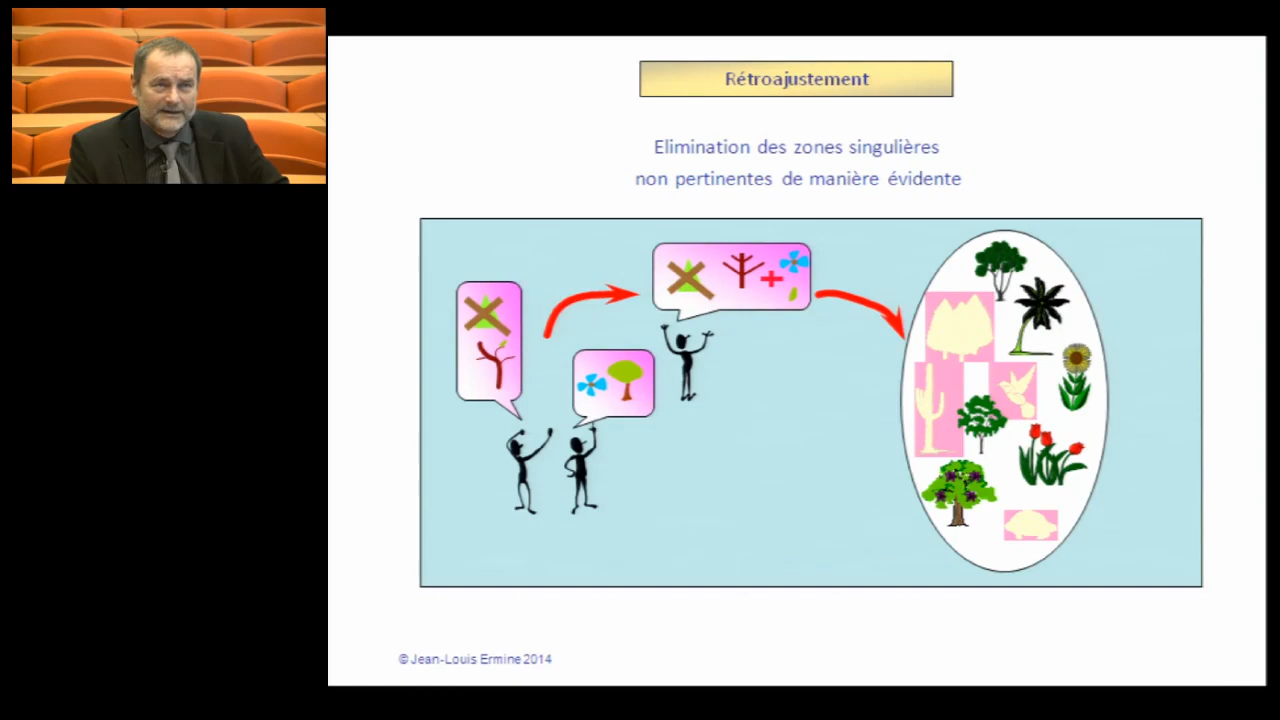 Rétroajustement
Elimination des zones singulières
non pertinentes de manière évidente
© Jean-Louis Ermine 2014